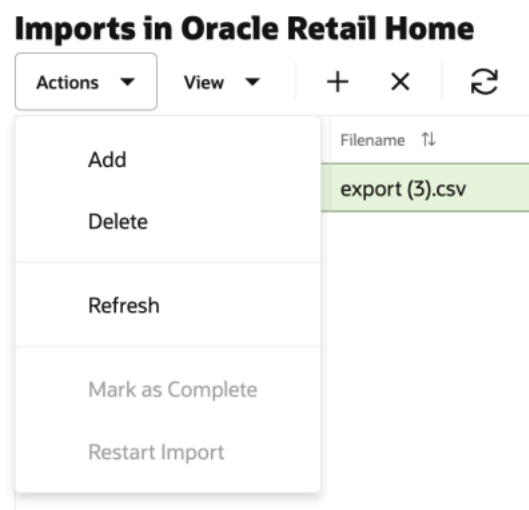 Imports in Oracle Retail Home
Actions View
Filename
Add
export (3).csv
Delete
Refresh
Mark as Complete
Restart Import